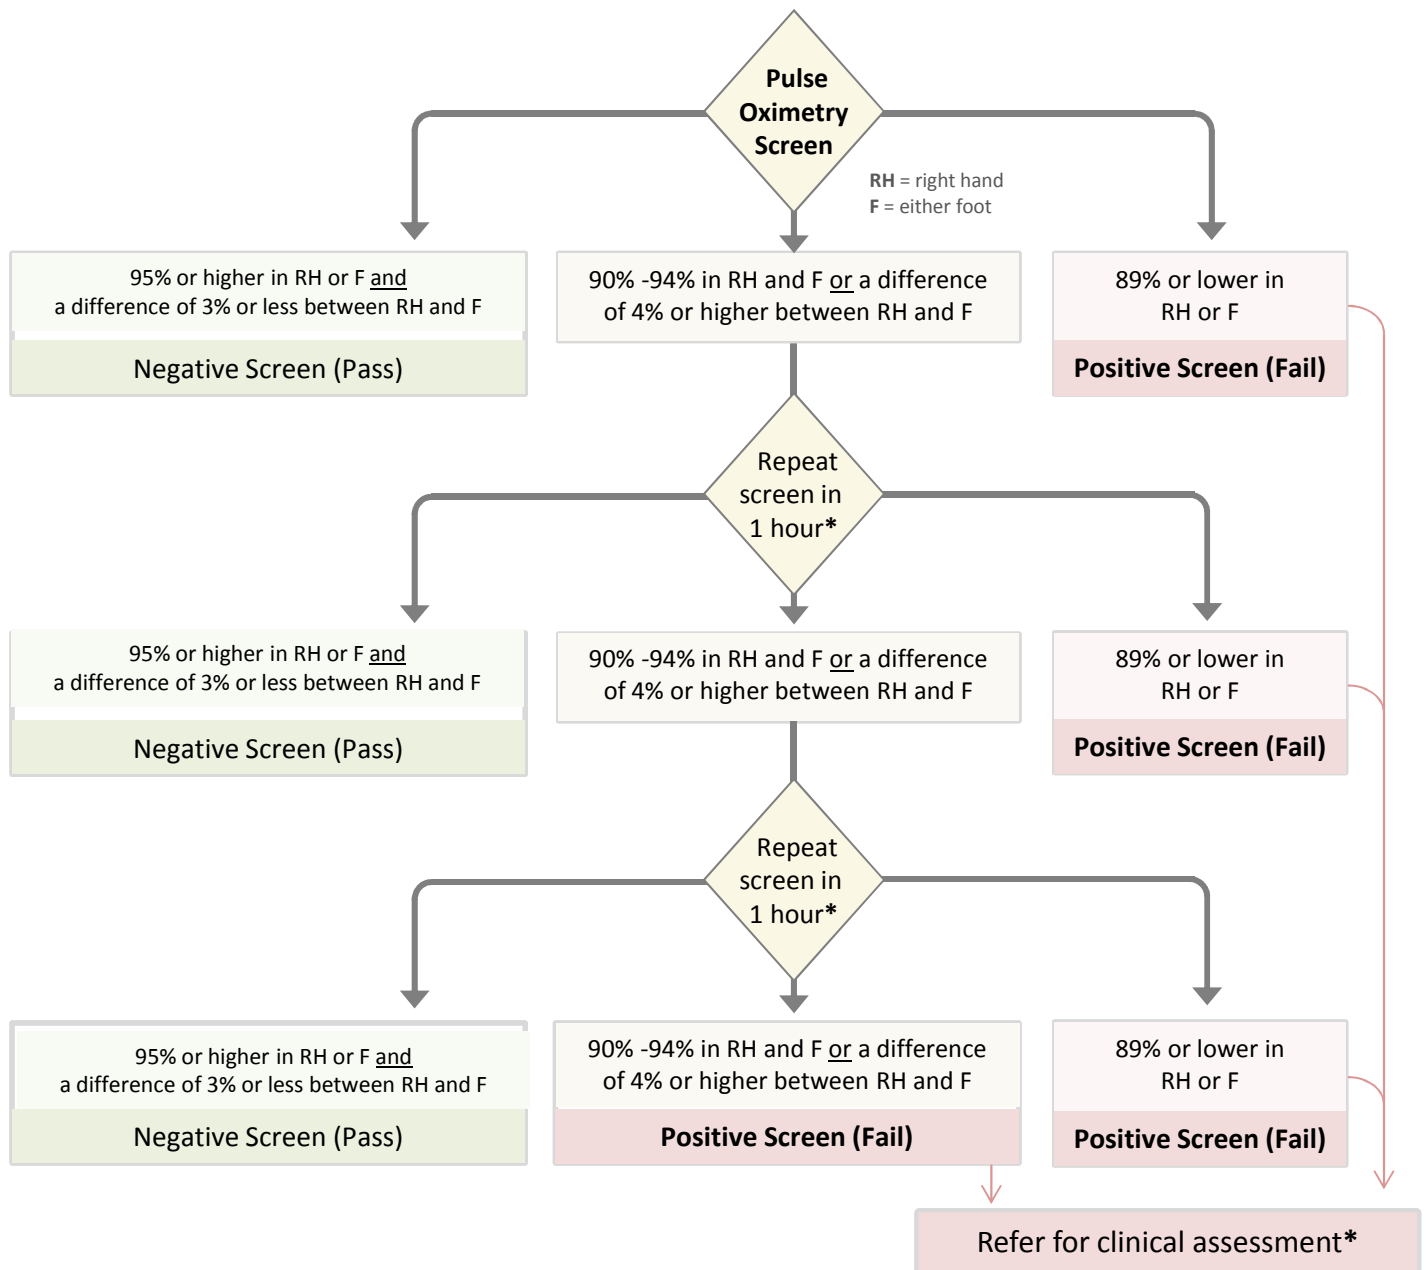 Pulse
Oximetry
Screen
RH = right hand
F = either foot
95% or higher in RH or F and
a difference of 3% or less between RH and F
Negative Screen (Pass)
90% -94% in RH and F or a difference
of 4% or higher between RH and F
89% or lower in
RH or F
Positive Screen (Fail)
Repeat
screen in
1 hour*
95% or higher in RH or F and
a difference of 3% or less between RH and F
Negative Screen (Pass)
90% -94% in RH and F or a difference
of 4% or higher between RH and F
89% or lower in
RH or F
Positive Screen (Fail)
Repeat
screen in
1 hour*
95% or higher in RH or F and
a difference of 3% or less between RH and F
Negative Screen (Pass)
90% -94% in RH and F or a difference
of 4% or higher between RH and F
Positive Screen (Fail)
89% or lower in
RH or F
Positive Screen (Fail)
Refer for clinical assessment*